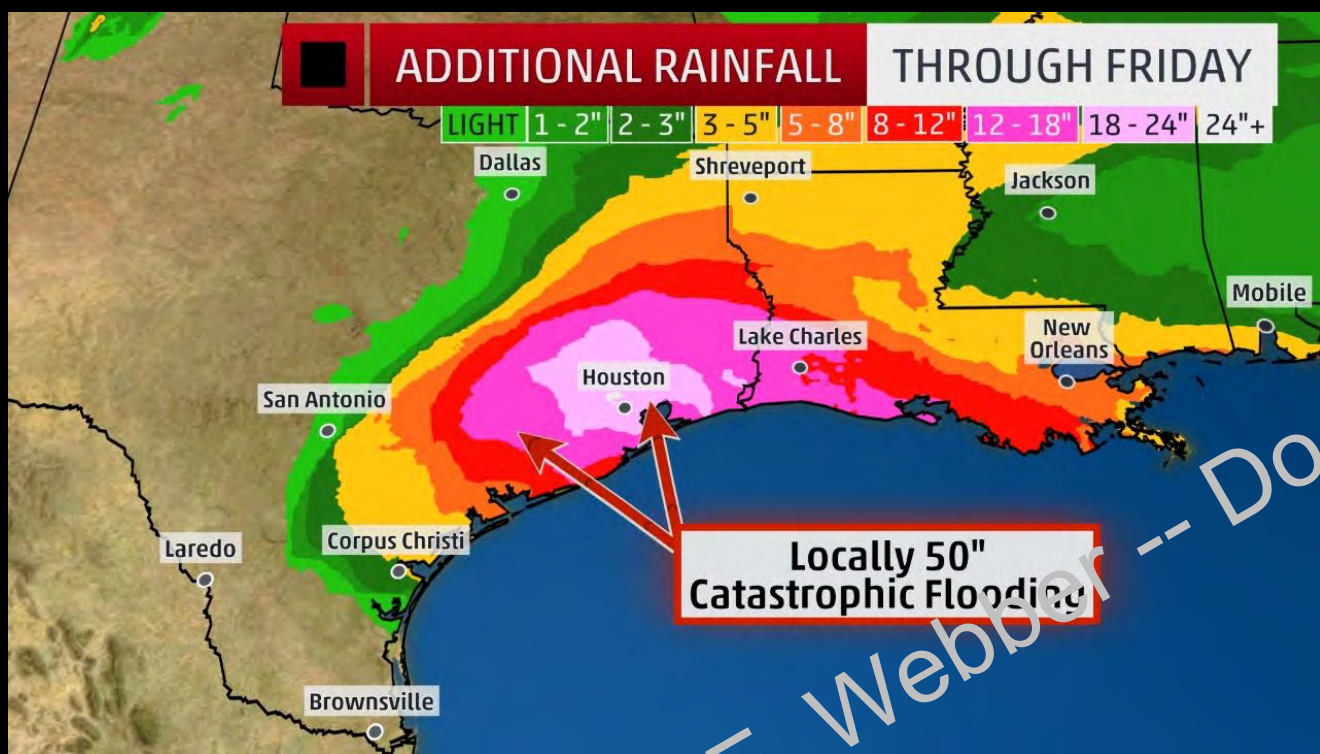 ADDITIONAL RAINFALL THROUGH FRIDAY
LIGHT 1 - 2" 2 - 3" 3 - 5" 5 - 8" 8 - 12" 12 - 18" 18 - 24" 24"+
Dallas
Shreveport
Jackson
Mobile
New
Orleans
Lake Charles
Houston
San Antonio
Corpus Christi
Laredo
Brownsville
Locally 50"
Catastrophic Flooding
– Webber -- Do